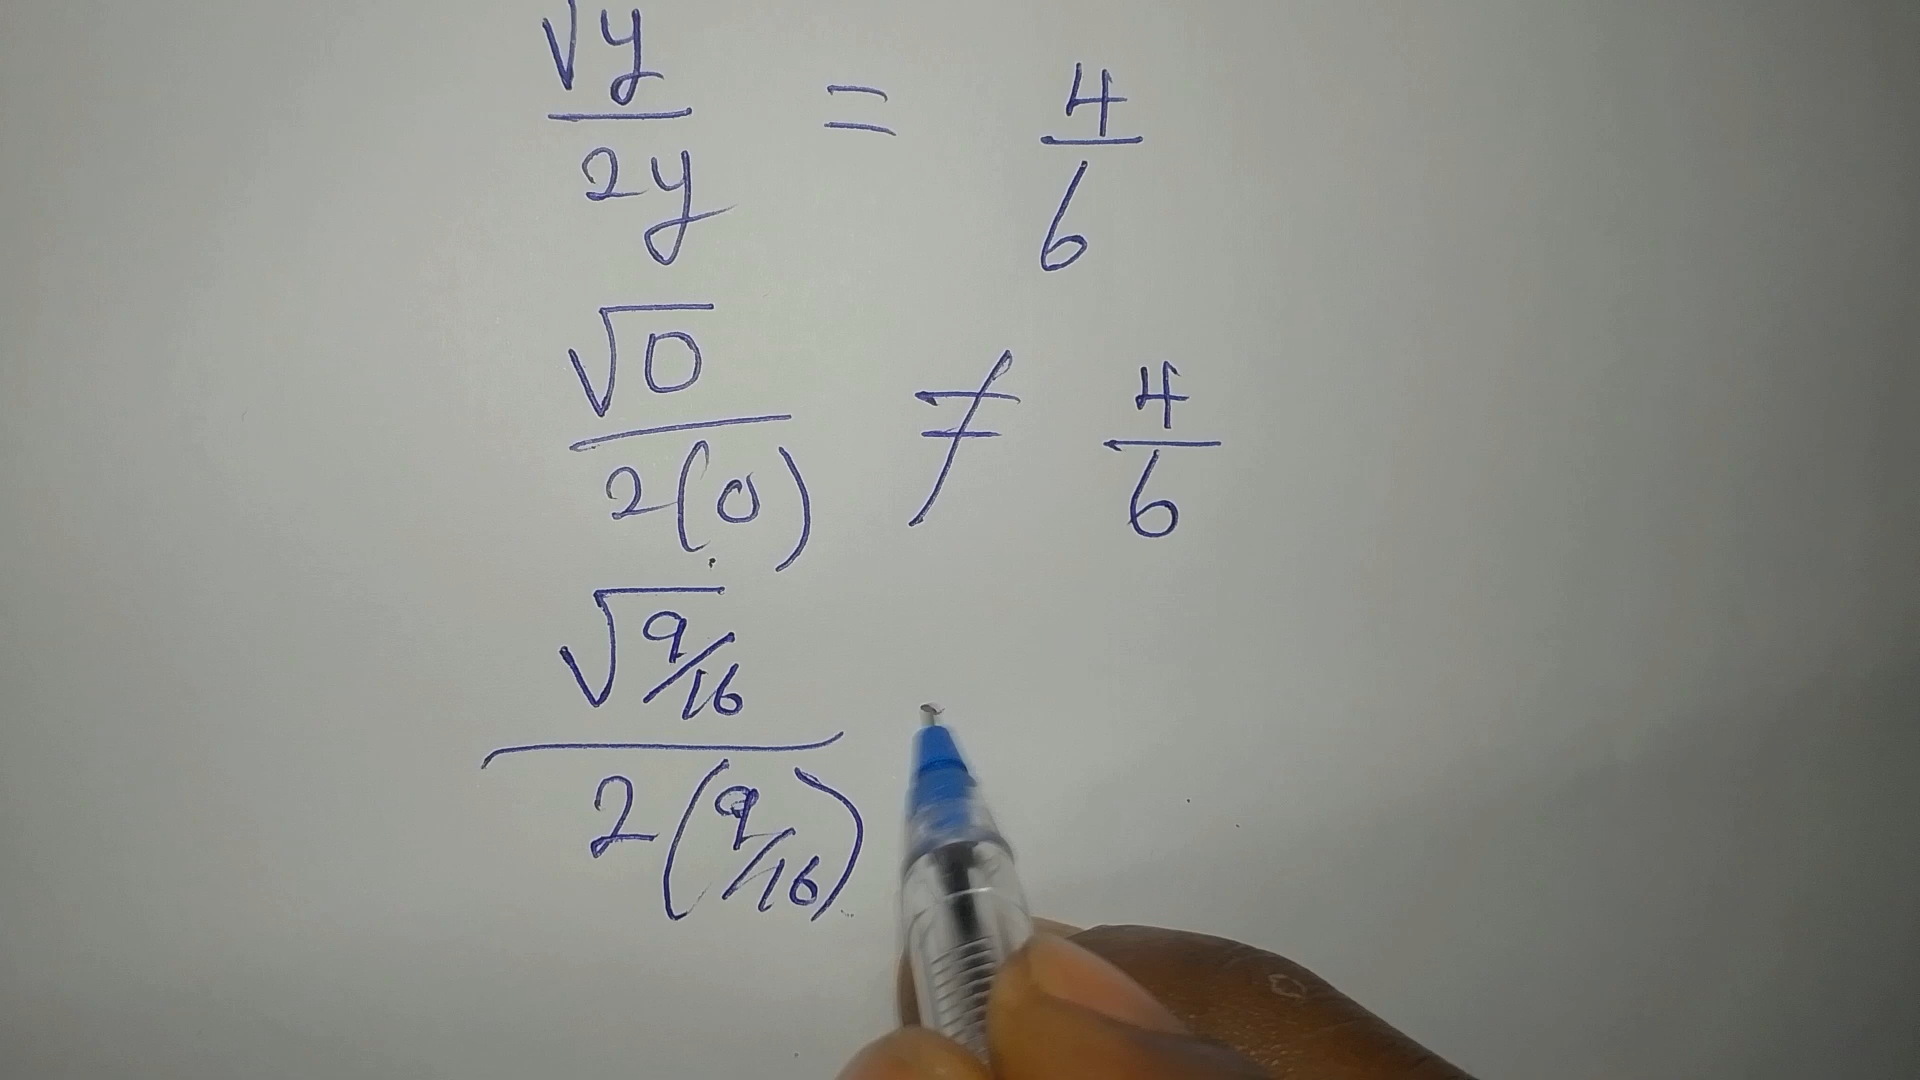 √y/2y = 4/6
√0/2(0) ≠ 4/6
√9/16/2(9/16)